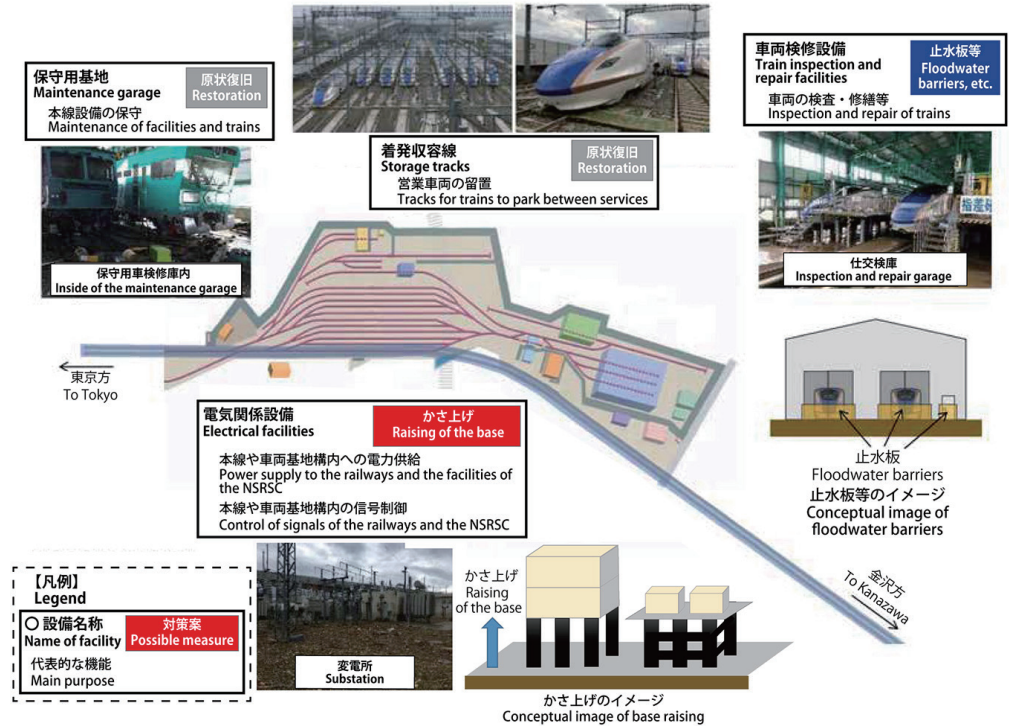 保守用基地
Maintenance garage
原状復旧
Restoration
本線設備の保守
Maintenance of facilities and trains
保守用車検修庫内
Inside of the maintenance garage
着発収容線
Storage tracks
原状復旧
Restoration
営業車両の留置
Tracks for trains to park between services
車両検修設備
Train inspection and
repair facilities
止水板等
Floodwater
barriers, etc.
車両の検査・修繕等
Inspection and repair of trains
指差確
仕交検庫
Inspection and repair garage
東京方
To Tokyo
電気関係設備
Electrical facilities
かさ上げ
Raising of the base
本線や車両基地構内への電力供給
Power supply to the railways and the facilities of
the NSRSC
本線や車両基地構内の信号制御
Control of signals of the railways and the NSRSC
止水板
Floodwater barriers
止水板等のイメージ
Conceptual image of
floodwater barriers
金沢方
To Kanazawa
【凡例】
Legend
〇 設備名称
Name of facility
対策案
Possible measure
代表的な機能
Main purpose
変電所
Substation
かさ上げ
Raising
of the base
かさ上げのイメージ
Conceptual image of base raising